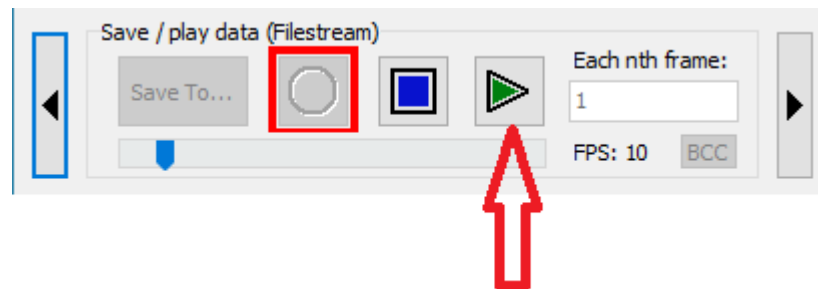 Save / play data (Filestream)
Save To...
Each nth frame:
1
FPS: 10
BCC